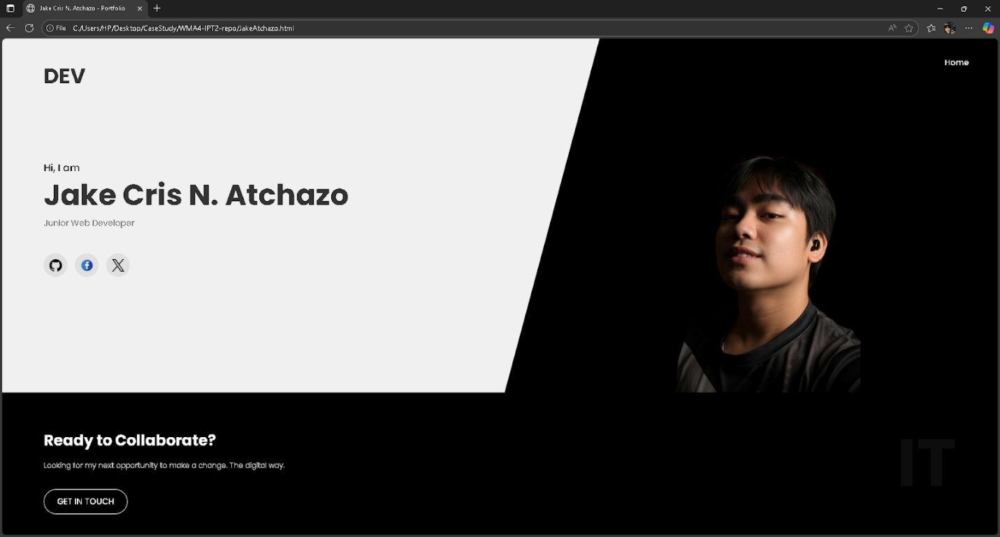 Jake Cris N. Atchazo - Portfolio
File C:/Users/HP/Desktop/CaseStudy/WMA4-IPT2-repo/JakeAtchazo.html
DEV
Home
Hi, I am
Jake Cris N. Atchazo
Junior Web Developer
Ready to Collaborate?
Looking for my next opportunity to make a change. The digital way.
IT
GET IN TOUCH